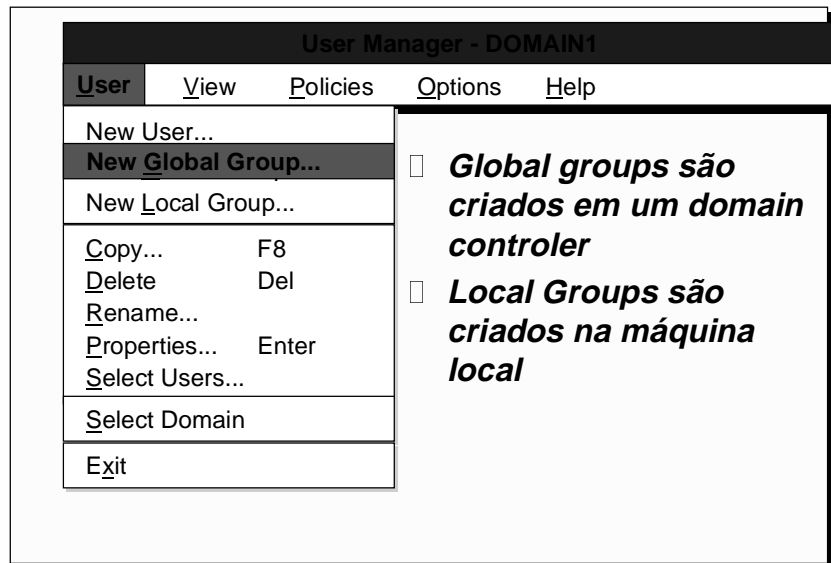 User Manager - DOMAIN1
User View Policies Options Help
New User...
New Global Group...
New Local Group...
Copy... F8
Delete Del
Rename...
Properties... Enter
Select Users...
Select Domain
Exit
Global groups são
criados em um domain
controler
Local Groups são
criados na máquina
local